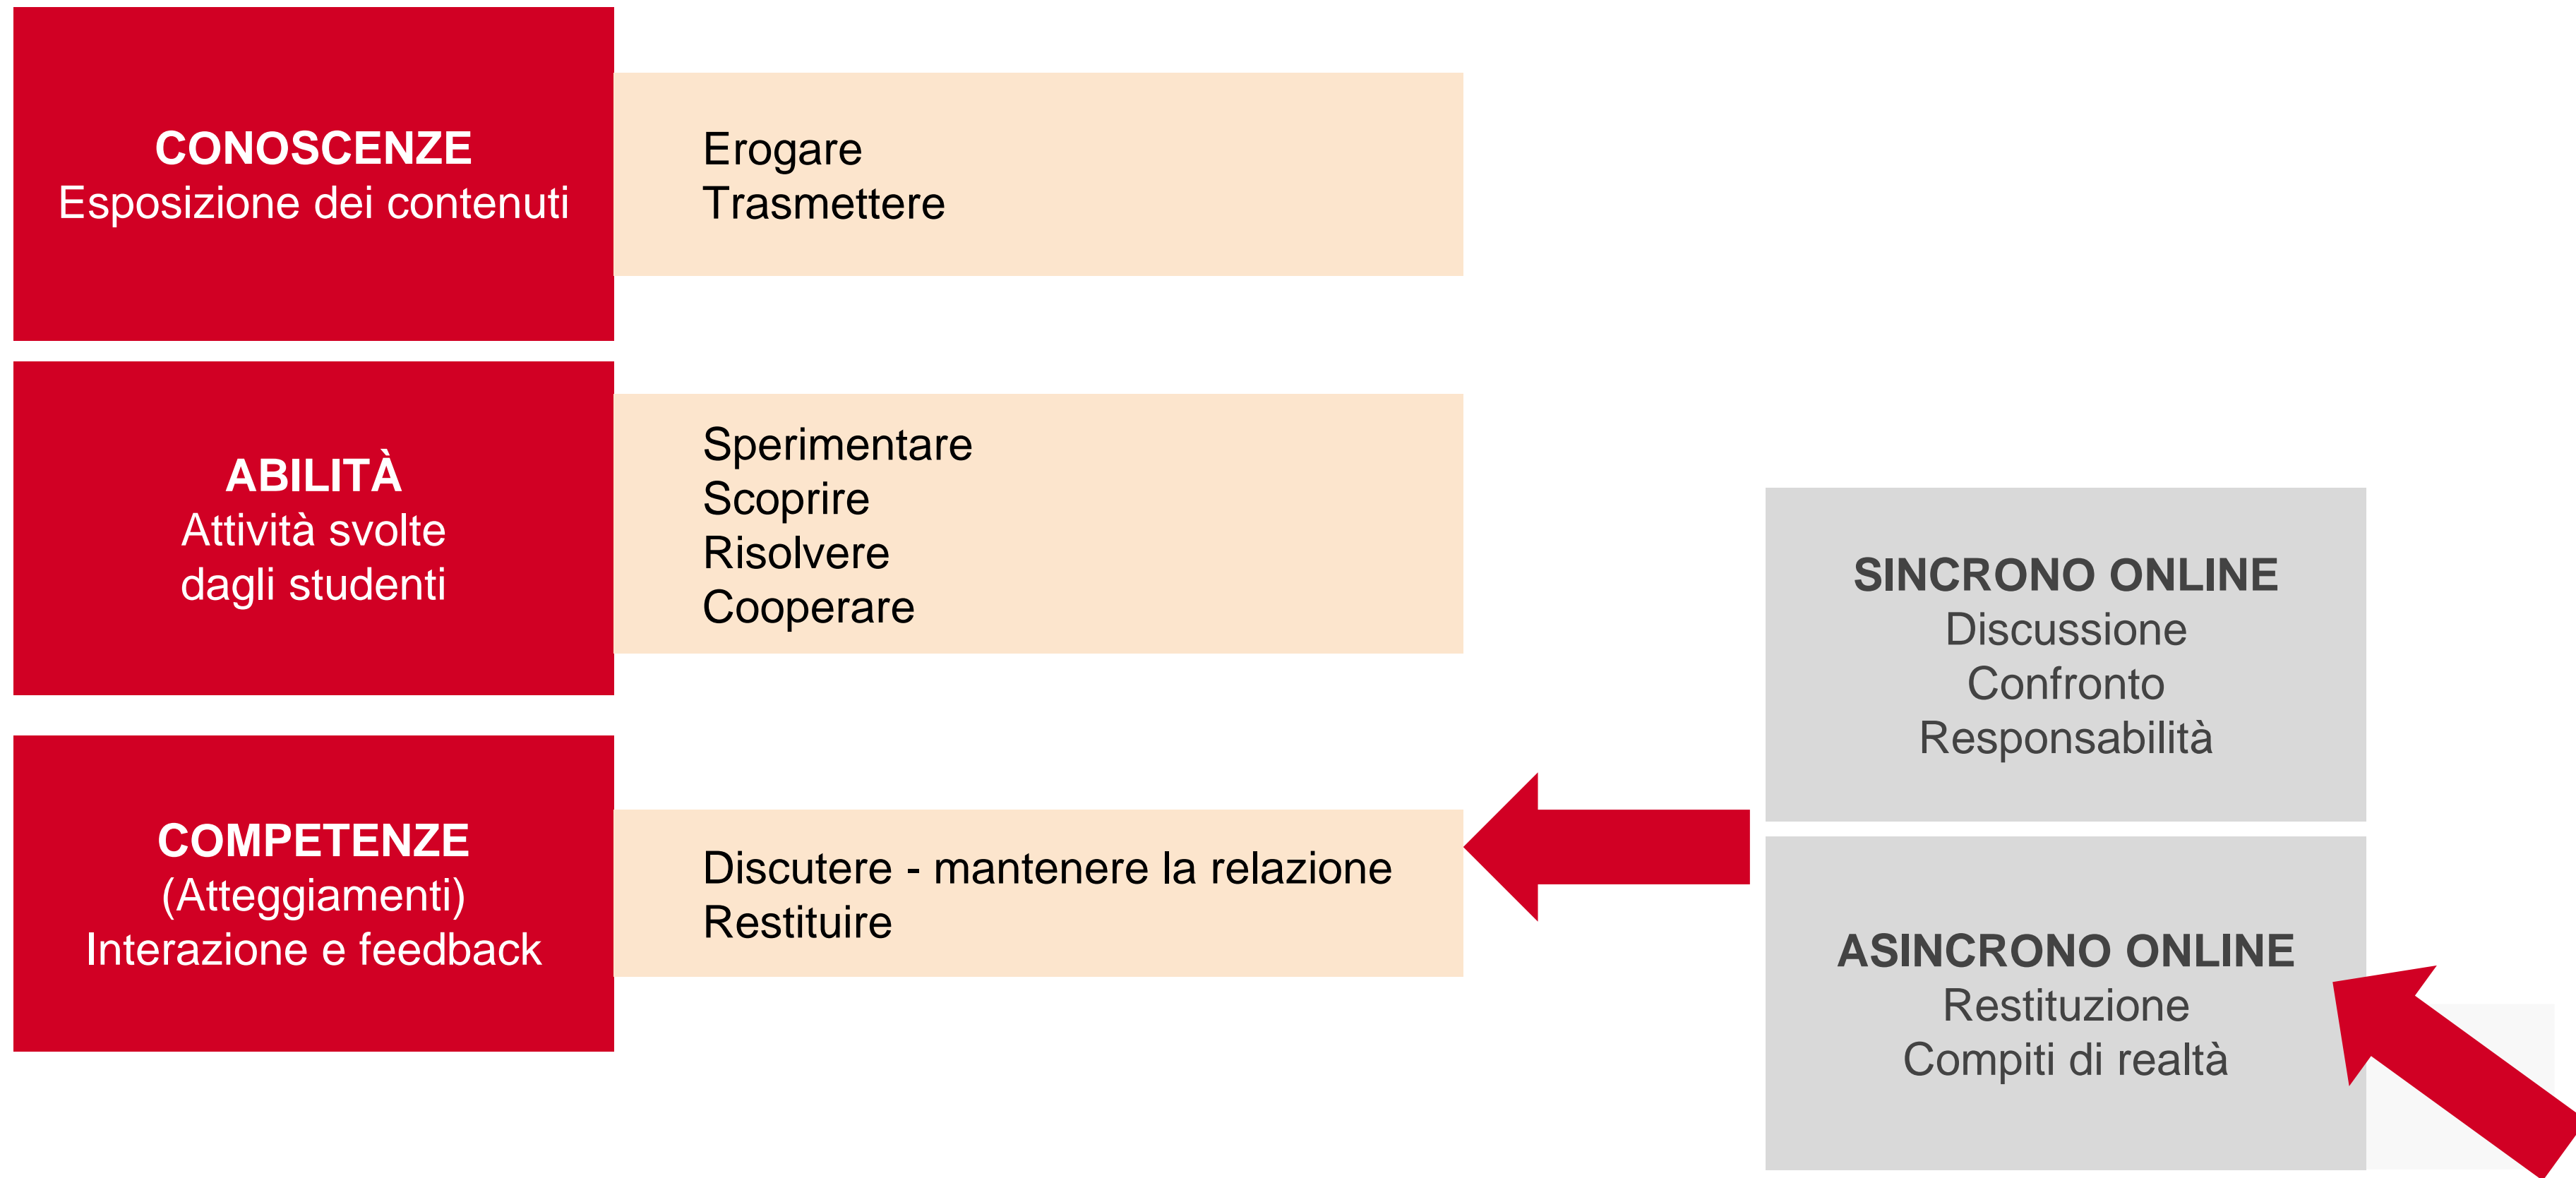 CONOSCENZE
Esposizione dei contenuti
Erogare
Trasmettere
ABILITÀ
Attività svolte
dagli studenti
Sperimentare
Scoprire
Risolvere
Cooperare
COMPETENZE
(Atteggiamenti)
Interazione e feedback
Discutere - mantenere la relazione
Restituire
SINCRONO ONLINE
Discussione
Confronto
Responsabilità
ASINCRONO ONLINE
Restituzione
Compiti di realtà